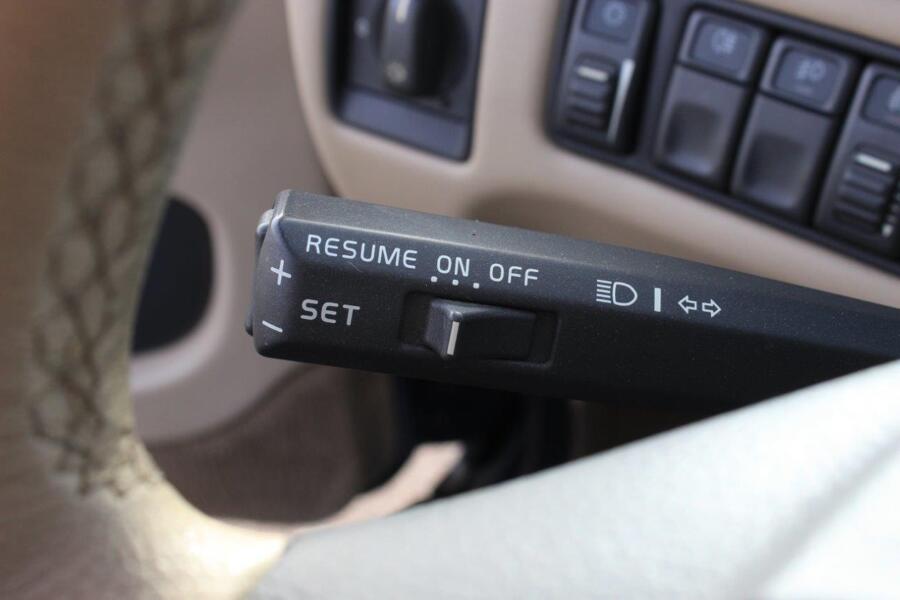 RESUME ON OFF
+ SET
−